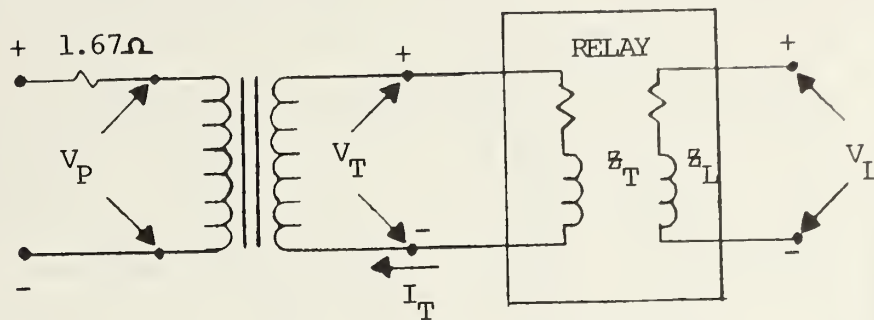 + 1.67Ω + RELAY +
V_P V_T Z_T Z_L V_L
- - -
I_T